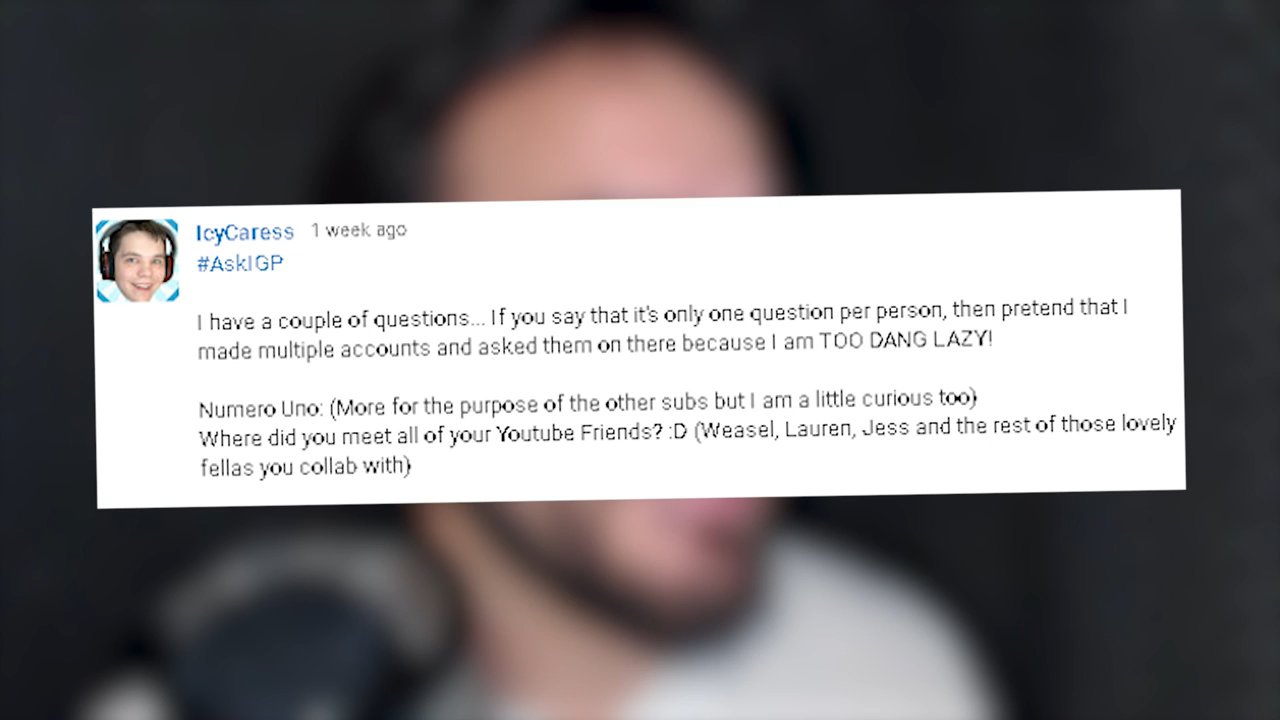 IcyCaress 1 week ago
#AskIGP
I have a couple of questions... If you say that it's only one question per person, then pretend that I
made multiple accounts and asked them on there because I am TOO DANG LAZY!
Numero Uno: (More for the purpose of the other subs but I am a little curious too)
Where did you meet all of your Youtube Friends? :D (Weasel, Lauren, Jess and the rest of those lovely
fellas you collab with)